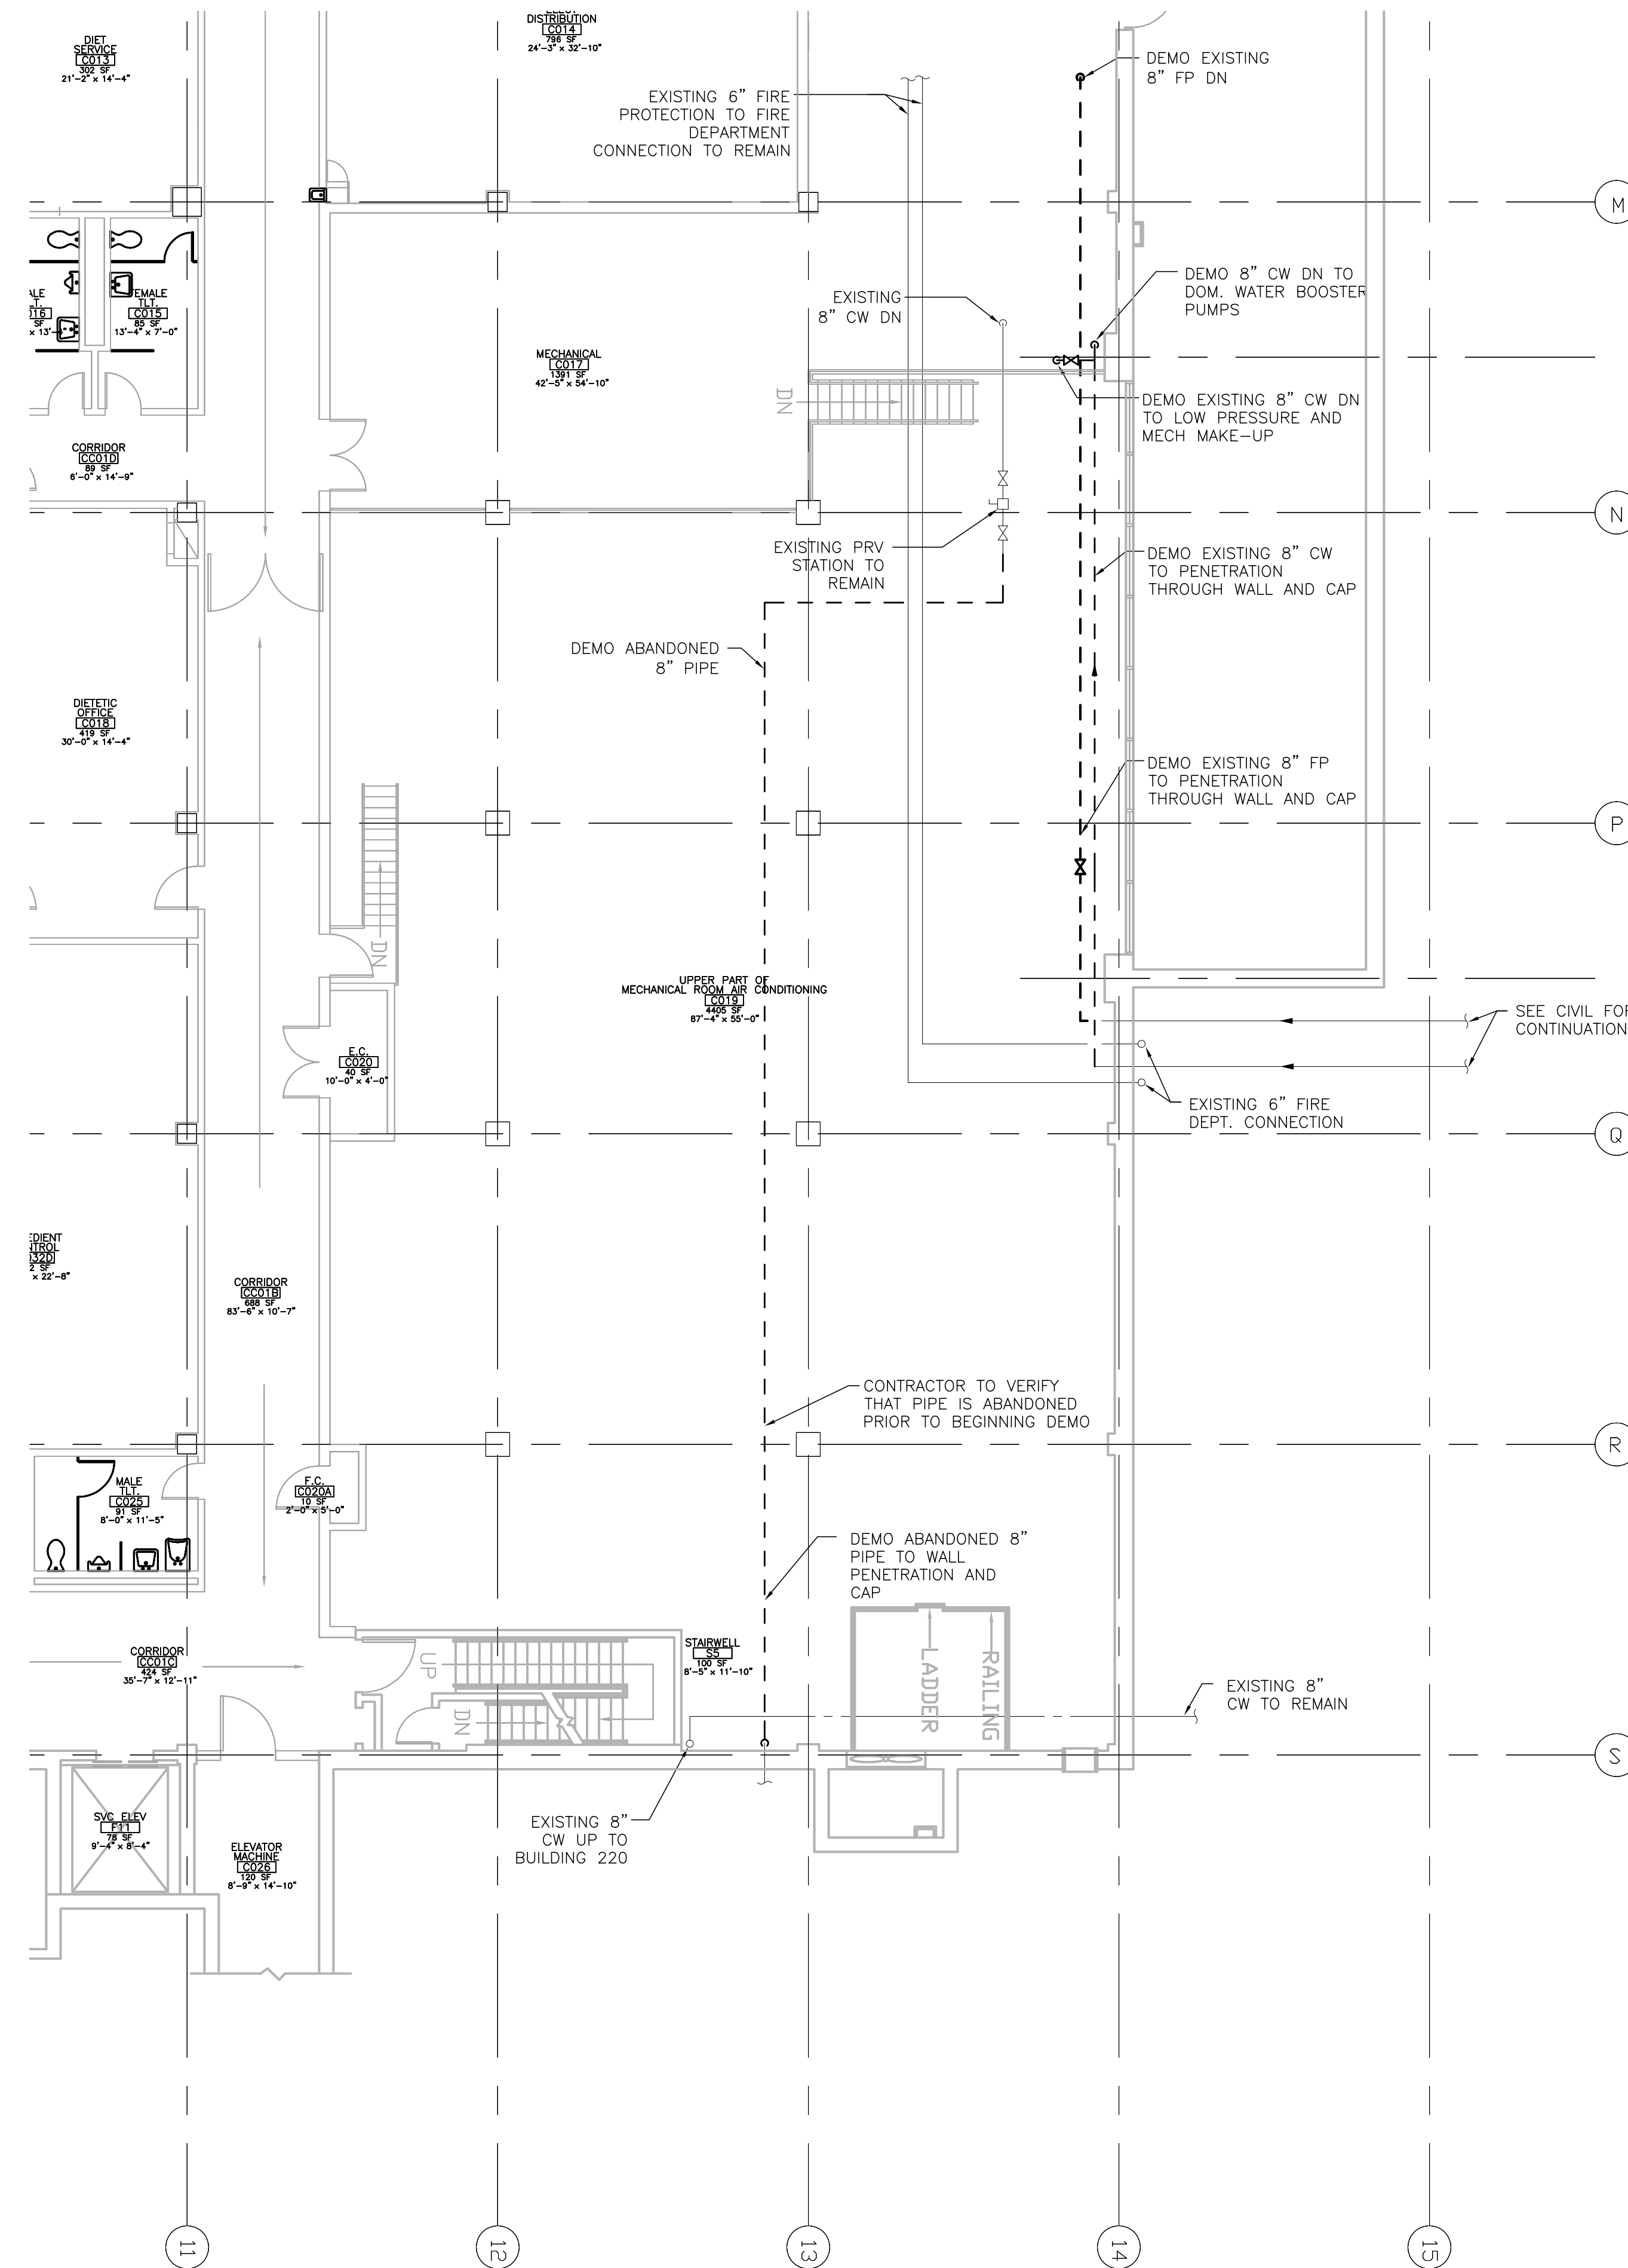 DISTRIBUTION
C014
796 SF
24'-3" x 32'-10"
DIET
SERVICE
C013
302 SF
21'-2" x 14'-4"
DEMO EXISTING
8" FP DN
EXISTING 6" FIRE
PROTECTION TO FIRE
DEPARTMENT
CONNECTION TO REMAIN
M
FEMALE
TLT.
C015
85 SF
13'-4" x 7'-0"
SF
x 13'
EXISTING
8" CW DN
DEMO 8" CW DN TO
DOM. WATER BOOSTER
PUMPS
MECHANICAL
C017
1391 SF
42'-5" x 54'-10"
DN
DEMO EXISTING 8" CW DN
TO LOW PRESSURE AND
MECH MAKE-UP
CORRIDOR
CC01D
89 SF
6'-0" x 14'-9"
N
EXISTING PRV
STATION TO
REMAIN
DEMO EXISTING 8" CW
TO PENETRATION
THROUGH WALL AND CAP
DEMO ABANDONED
8" PIPE
DIETETIC
OFFICE
C018
419 SF
30'-0" x 14'-4"
DEMO EXISTING 8" FP
TO PENETRATION
THROUGH WALL AND CAP
P
DN
UPPER PART OF
MECHANICAL ROOM AIR CONDITIONING
C019
4405 SF
87'-4" x 55'-0"
SEE CIVIL FOR
CONTINUATION
E.C.
C020
40 SF
10'-0" x 4'-0"
EXISTING 6" FIRE
DEPT. CONNECTION
Q
EDIENT
NTROL
032D
2 SF
x 22'-8"
CORRIDOR
CC01B
688 SF
83'-6" x 10'-7"
CONTRACTOR TO VERIFY
THAT PIPE IS ABANDONED
PRIOR TO BEGINNING DEMO
R
MALE
TLT.
C025
91 SF
8'-0" x 11'-5"
F.C.
C020A
10 SF
2'-0" x 5'-0"
DEMO ABANDONED 8"
PIPE TO WALL
PENETRATION AND
CAP
CORRIDOR
CC01C
424 SF
35'-7" x 12'-11"
UP
DN
STAIRWELL
S5
100 SF
8'-5" x 11'-10"
LADDER
RAILING
EXISTING 8"
CW TO REMAIN
S
EXISTING 8"
CW UP TO
BUILDING 220
SVC ELEV
F11
78 SF
9'-4" x 8'-4"
ELEVATOR
MACHINE
C026
120 SF
8'-9" x 14'-10"
11
12
13
14
15